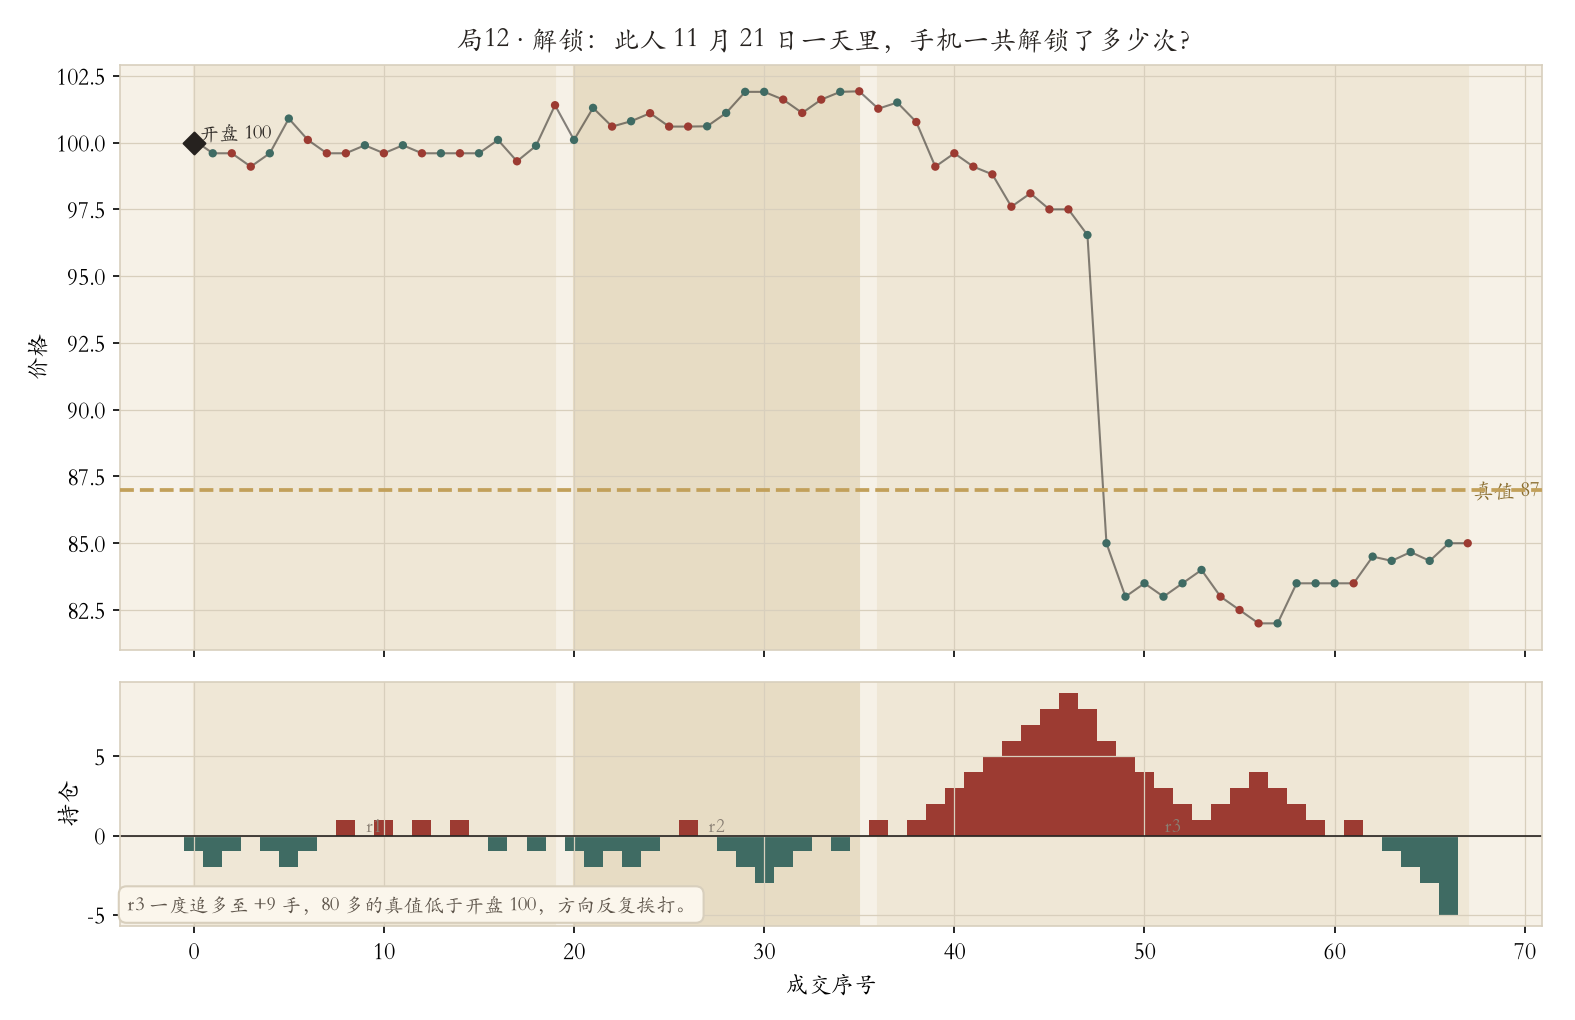 局12 · 解锁：此人 11 月 21 日一天里，手机一共解锁了多少次?
价格
102.5
100.0
97.5
95.0
92.5
90.0
87.5
85.0
82.5
开盘 100
真值 87
持仓
5
0
-5
r1
r2
r3
r3 一度追多至 +9 手，80 多的真值低于开盘 100，方向反复挨打。
0 10 20 30 40 50 60 70
成交序号